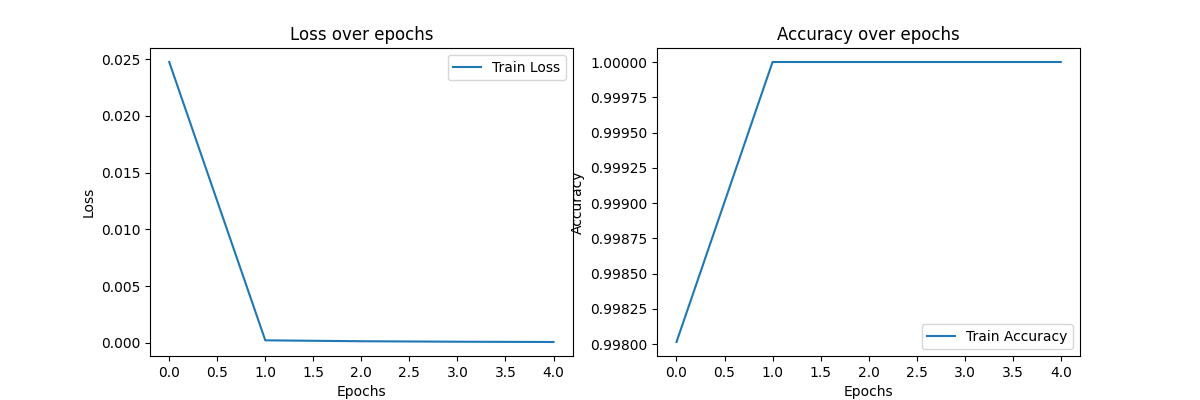 Loss over epochs
Train Loss
0.025
0.020
0.015
0.010
0.005
0.000
Loss
0.0 0.5 1.0 1.5 2.0 2.5 3.0 3.5 4.0
Epochs
Accuracy over epochs
1.00000
0.99975
0.99950
0.99925
0.99900
0.99875
0.99850
0.99825
0.99800
Accuracy
Train Accuracy
0.0 0.5 1.0 1.5 2.0 2.5 3.0 3.5 4.0
Epochs